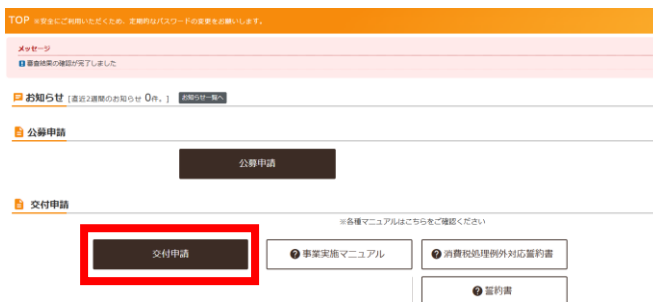 TOP ※安全にご利用いただくため、定期的なパスワードの変更をお願いします。
メッセージ
審査結果の確認が完了しました
お知らせ [直近2週間のお知らせ 0件。] お知らせ一覧へ
公募申請
公募申請
交付申請
※各種マニュアルはこちらをご確認ください
交付申請 事業実施マニュアル 消費税処理例外対応誓約書
誓約書